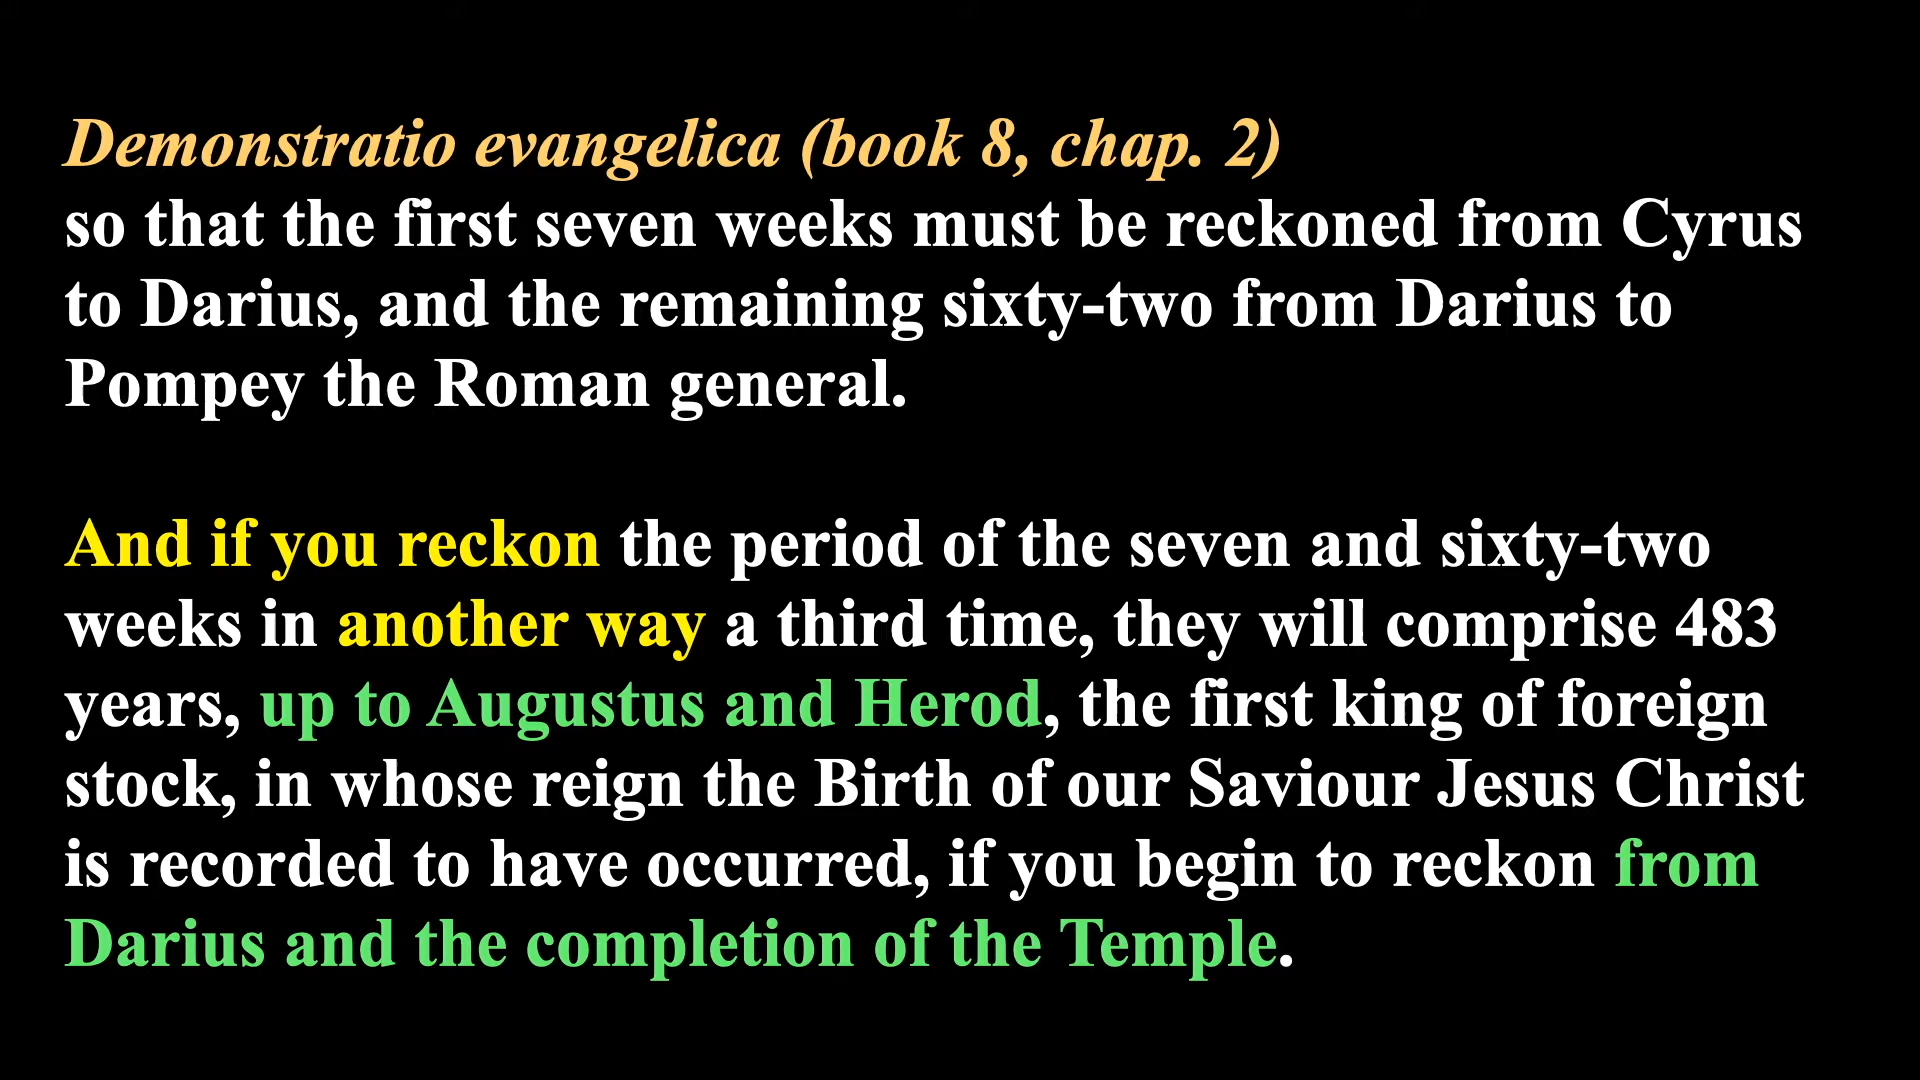 Demonstratio evangelica (book 8, chap. 2)
so that the first seven weeks must be reckoned from Cyrus
to Darius, and the remaining sixty-two from Darius to
Pompey the Roman general.
And if you reckon the period of the seven and sixty-two
weeks in another way a third time, they will comprise 483
years, up to Augustus and Herod, the first king of foreign
stock, in whose reign the Birth of our Saviour Jesus Christ
is recorded to have occurred, if you begin to reckon from
Darius and the completion of the Temple.